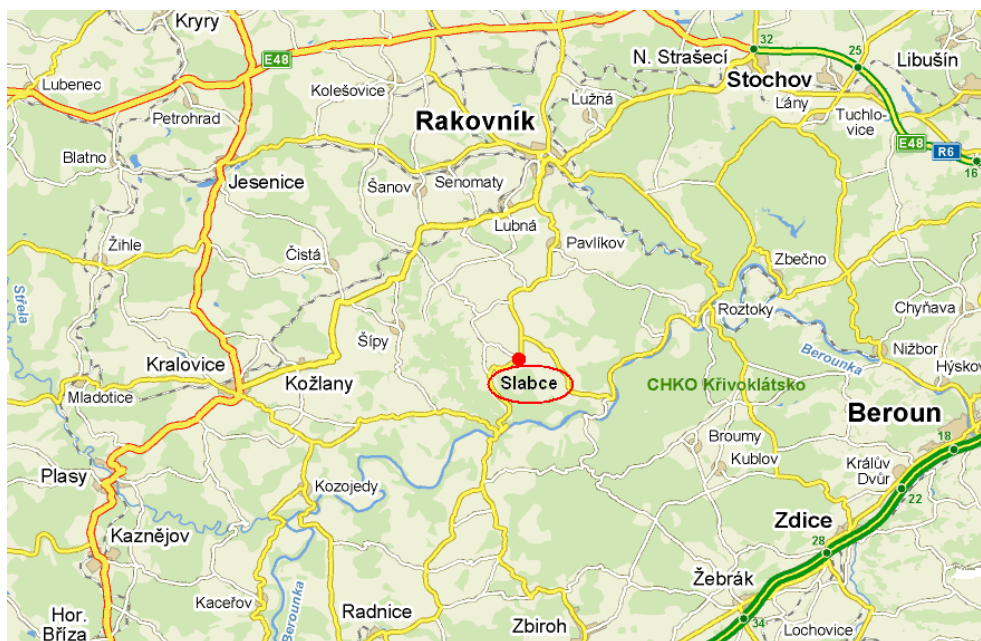 Kryry
32
N. Strašecí
25
Libušín
E48
Stochov
Lubenec
Kolešovice
Lužná
Lány
Petrohrad
Rakovník
Tuchlo-
vice
E48
R6
16
Blatno
Jesenice
Šanov
Senomaty
Lubná
Pavlíkov
Žihle
Čistá
Zbečno
Střela
Roztoky
Chyňava
Šípy
Nižbor
Berounka
Kralovice
Kožlany
Slabce
CHKO Křivoklátsko
Hýskov
Mladotice
Beroun
Broumy
18
Kublov
Králův
Dvůr
Plasy
Kozojedy
22
Zdice
Kaznějov
28
Žebrák
Kaceřov
Berounka
Radnice
Zbiroh
34
Hor.
Bříza
Lochovice